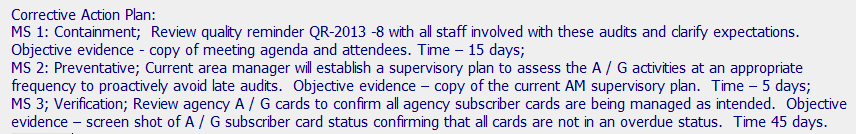 Corrective Action Plan:
MS 1: Containment;  Review quality reminder QR-2013 -8 with all staff involved with these audits and clarify expectations.
Objective evidence - copy of meeting agenda and attendees. Time – 15 days;
MS 2: Preventative; Current area manager will establish a supervisory plan to assess the A / G activities at an appropriate
frequency to proactively avoid late audits.  Objective evidence – copy of the current AM supervisory plan.  Time – 5 days;
MS 3; Verification; Review agency A / G cards to confirm all agency subscriber cards are being managed as intended.  Objective
evidence – screen shot of A / G subscriber card status confirming that all cards are not in an overdue status.  Time 45 days.